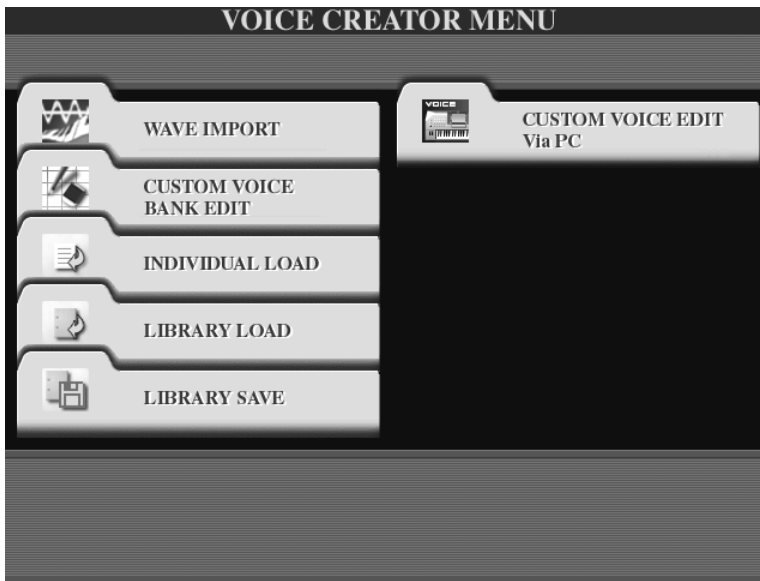 VOICE CREATOR MENU
WAVE IMPORT
CUSTOM VOICE
BANK EDIT
INDIVIDUAL LOAD
LIBRARY LOAD
LIBRARY SAVE
VOICE
CUSTOM VOICE EDIT
Via PC